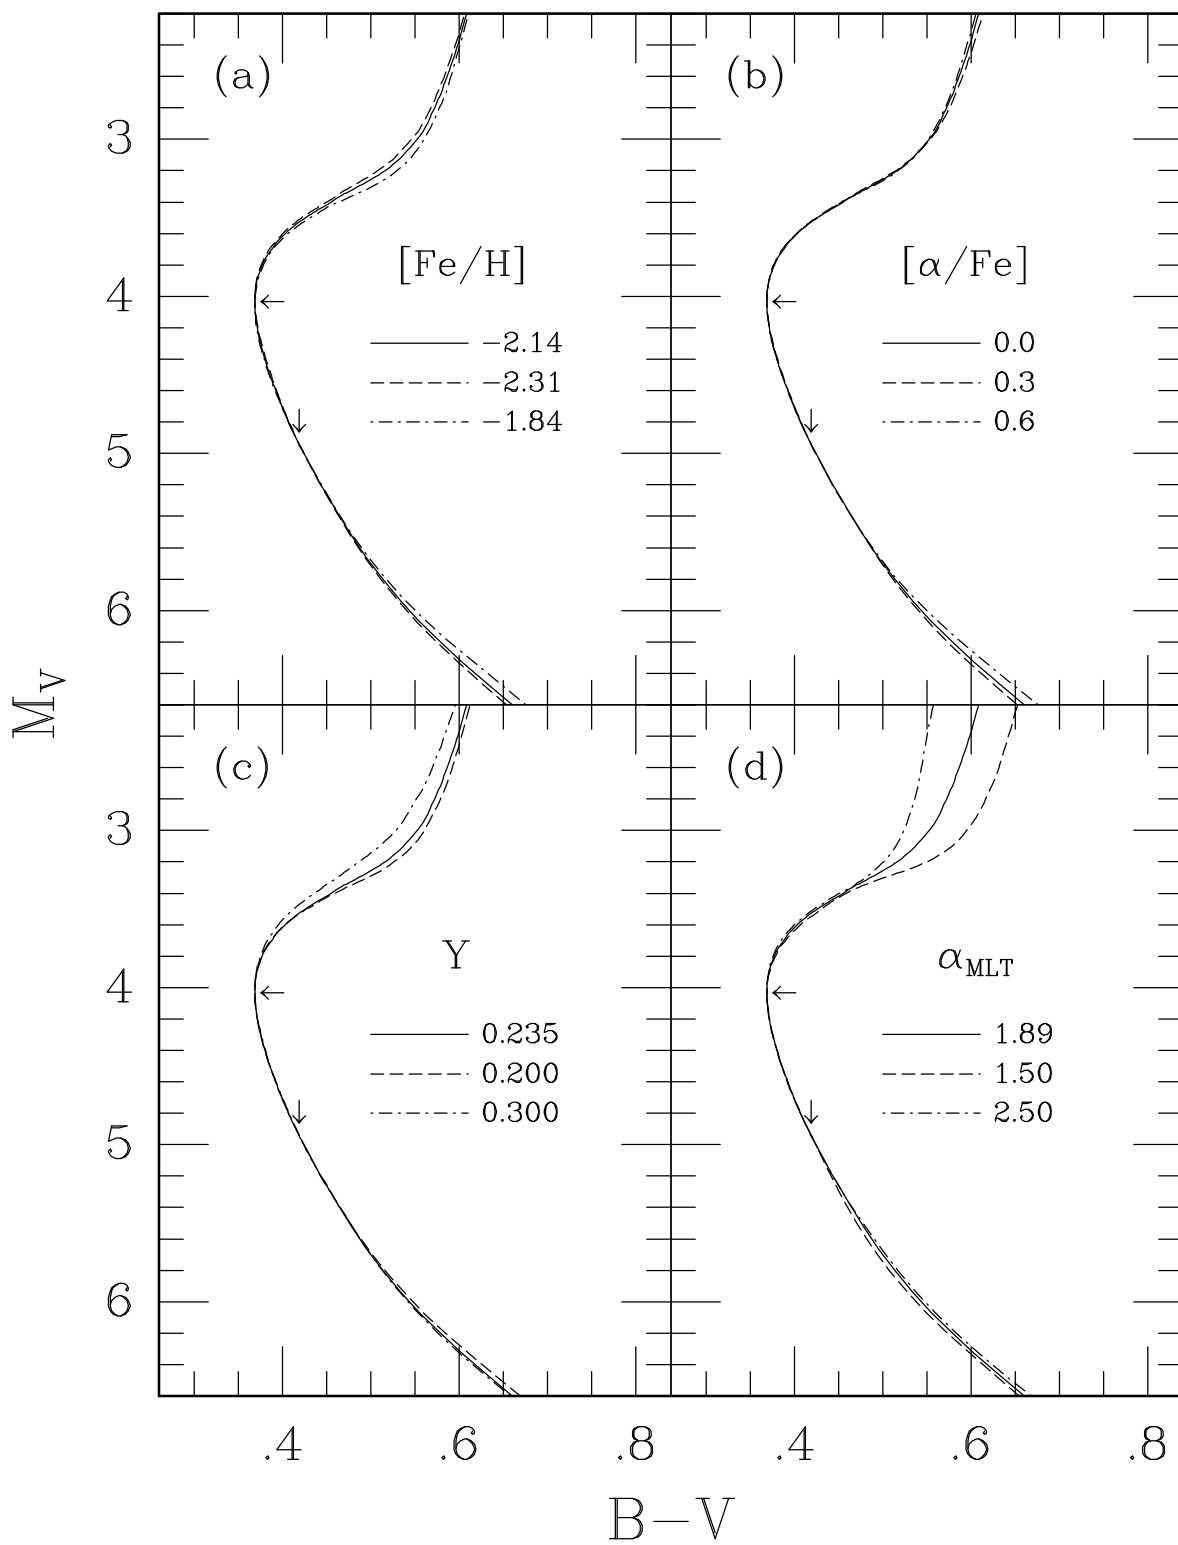 (a)
(b)
3
4
5
6
[Fe/H]
−2.14
−2.31
−1.84
[α/Fe]
0.0
0.3
0.6
M_V
(c)
(d)
3
4
5
6
Y
0.235
0.200
0.300
α_MLT
1.89
1.50
2.50
.4
.6
.8
.4
.6
.8
B−V